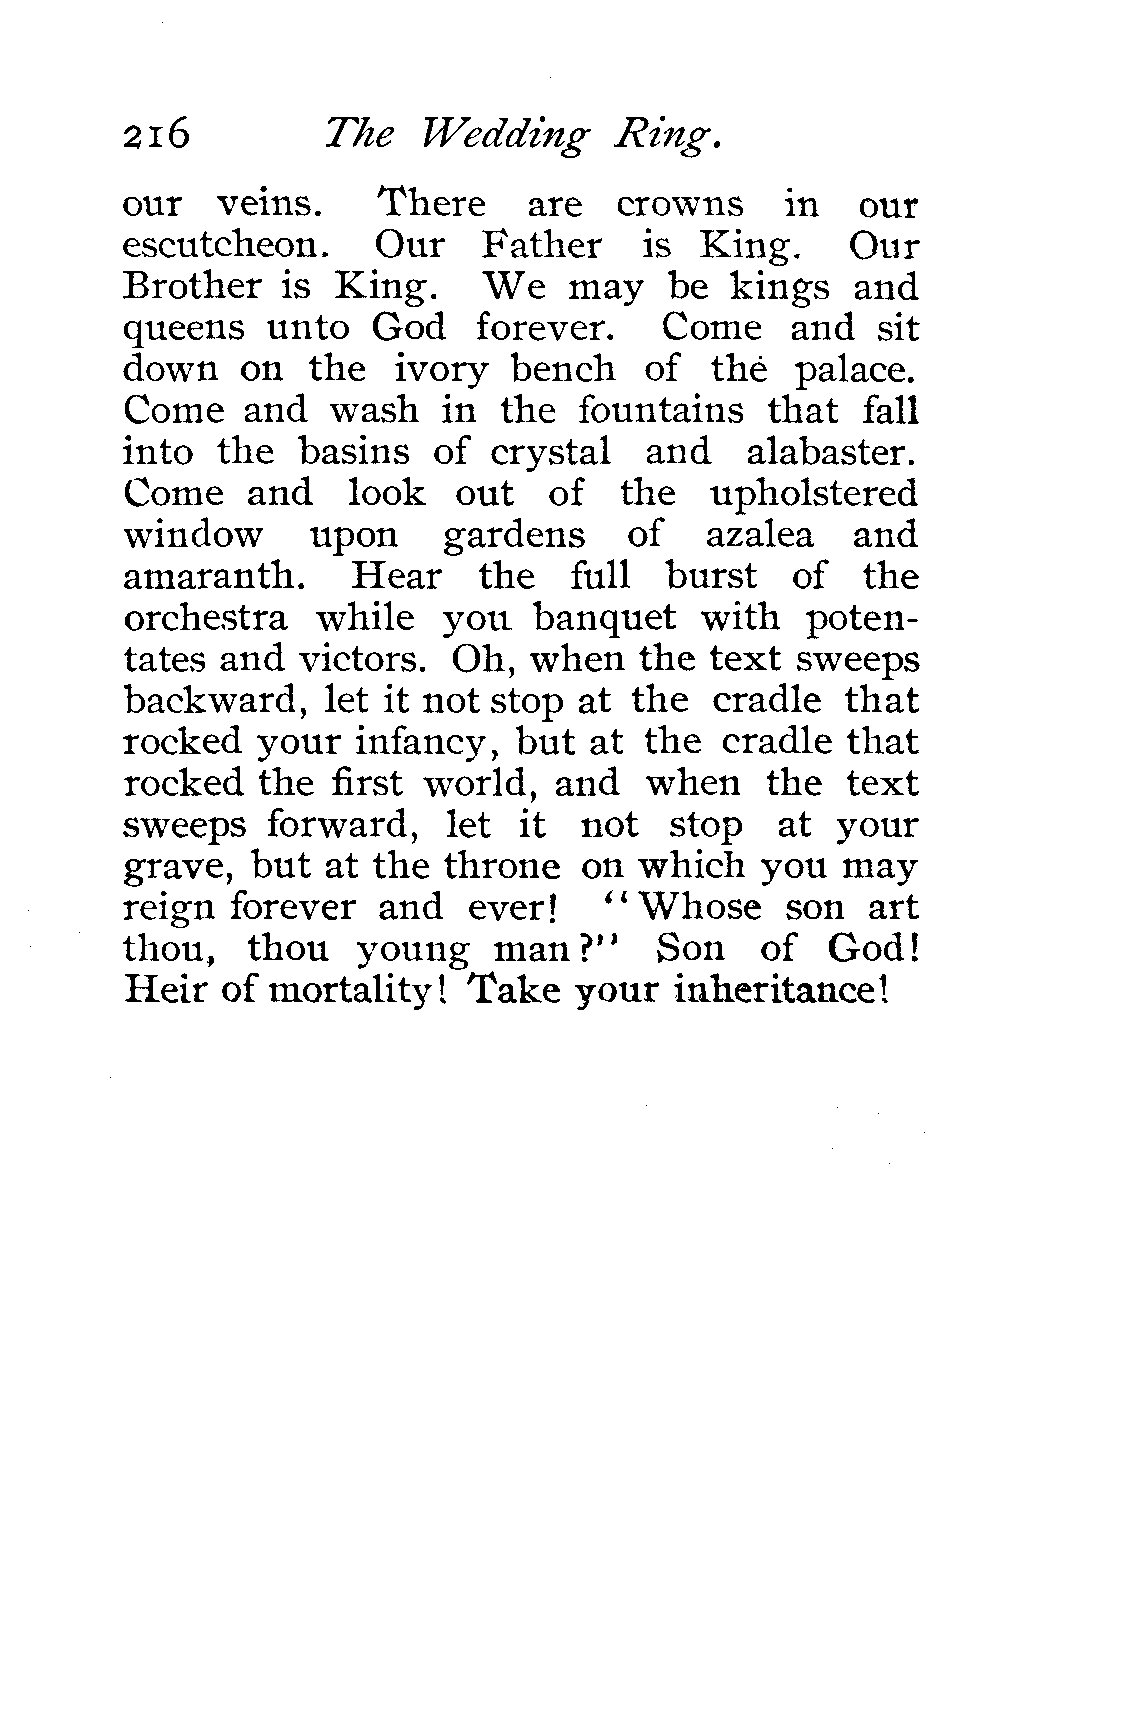 216 The Wedding Ring.
our veins. There are crowns in our
escutcheon. Our Father is King. Our
Brother is King. We may be kings and
queens unto God forever. Come and sit
down on the ivory bench of the palace.
Come and wash in the fountains that fall
into the basins of crystal and alabaster.
Come and look out of the upholstered
window upon gardens of azalea and
amaranth. Hear the full burst of the
orchestra while you banquet with poten-
tates and victors. Oh, when the text sweeps
backward, let it not stop at the cradle that
rocked your infancy, but at the cradle that
rocked the first world, and when the text
sweeps forward, let it not stop at your
grave, but at the throne on which you may
reign forever and ever! "Whose son art
thou, thou young man?" Son of God!
Heir of mortality! Take your inheritance!